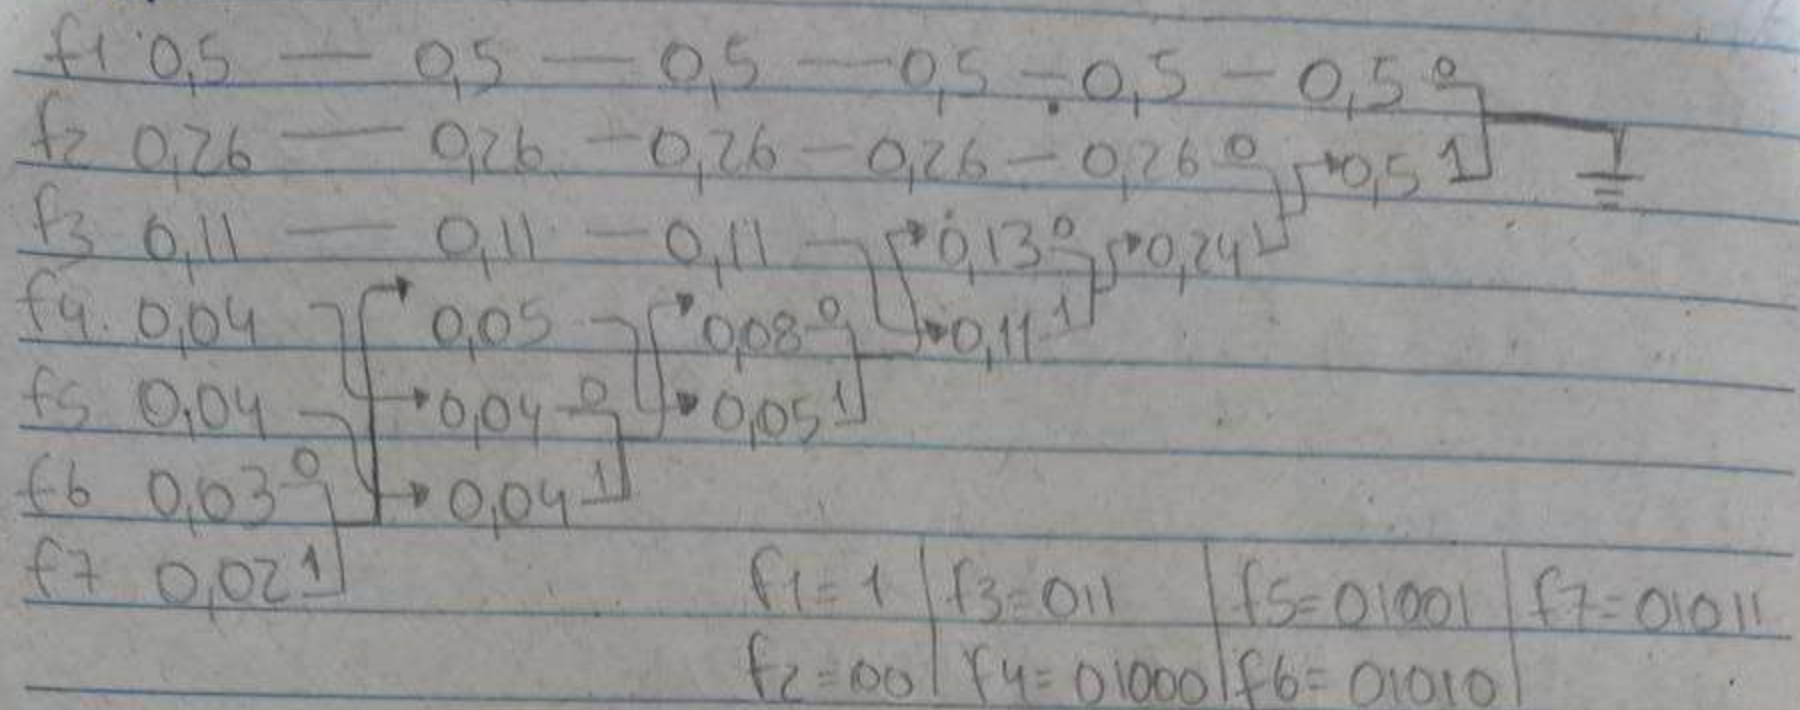 f1 0,5 — 0,5 — 0,5 — 0,5 - 0,5 - 0,5 0
f2 0,26 — 0,26 - 0,26 - 0,26 - 0,26 0 0,5 1
f3 0,11 — 0,11 - 0,11 0,13 0 0,24 1
f4. 0,04 0,05 0,08 0 0,11 1
f5 0,04 0,04 0 0,05 1
f6 0,03 0 0,04 1
f7 0,02 1 f1 = 1 f3 = 011 f5 = 01001 f7 = 01011
f2 = 00 f4 = 01000 f6 = 01010